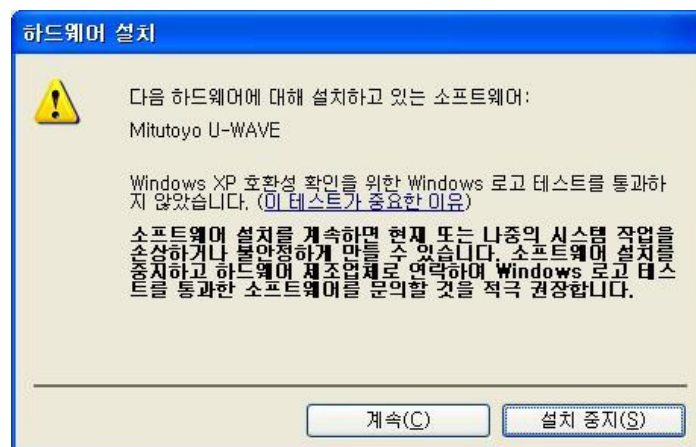 하드웨어 설치
다음 하드웨어에 대해 설치하고 있는 소프트웨어:
Mitutoyo U-WAVE
Windows XP 호환성 확인을 위한 Windows 로고 테스트를 통과하
지 않았습니다. (이 테스트가 중요한 이유)
소프트웨어 설치를 계속하면 현재 또는 나중의 시스템 작업을
손상하거나 불안정하게 만들 수 있습니다. 소프트웨어 설치를
중지하고 하드웨어 제조업체로 연락하여 Windows 로고 테스
트를 통과한 소프트웨어를 문의할 것을 적극 권장합니다.
계속(C) 설치 중지(S)